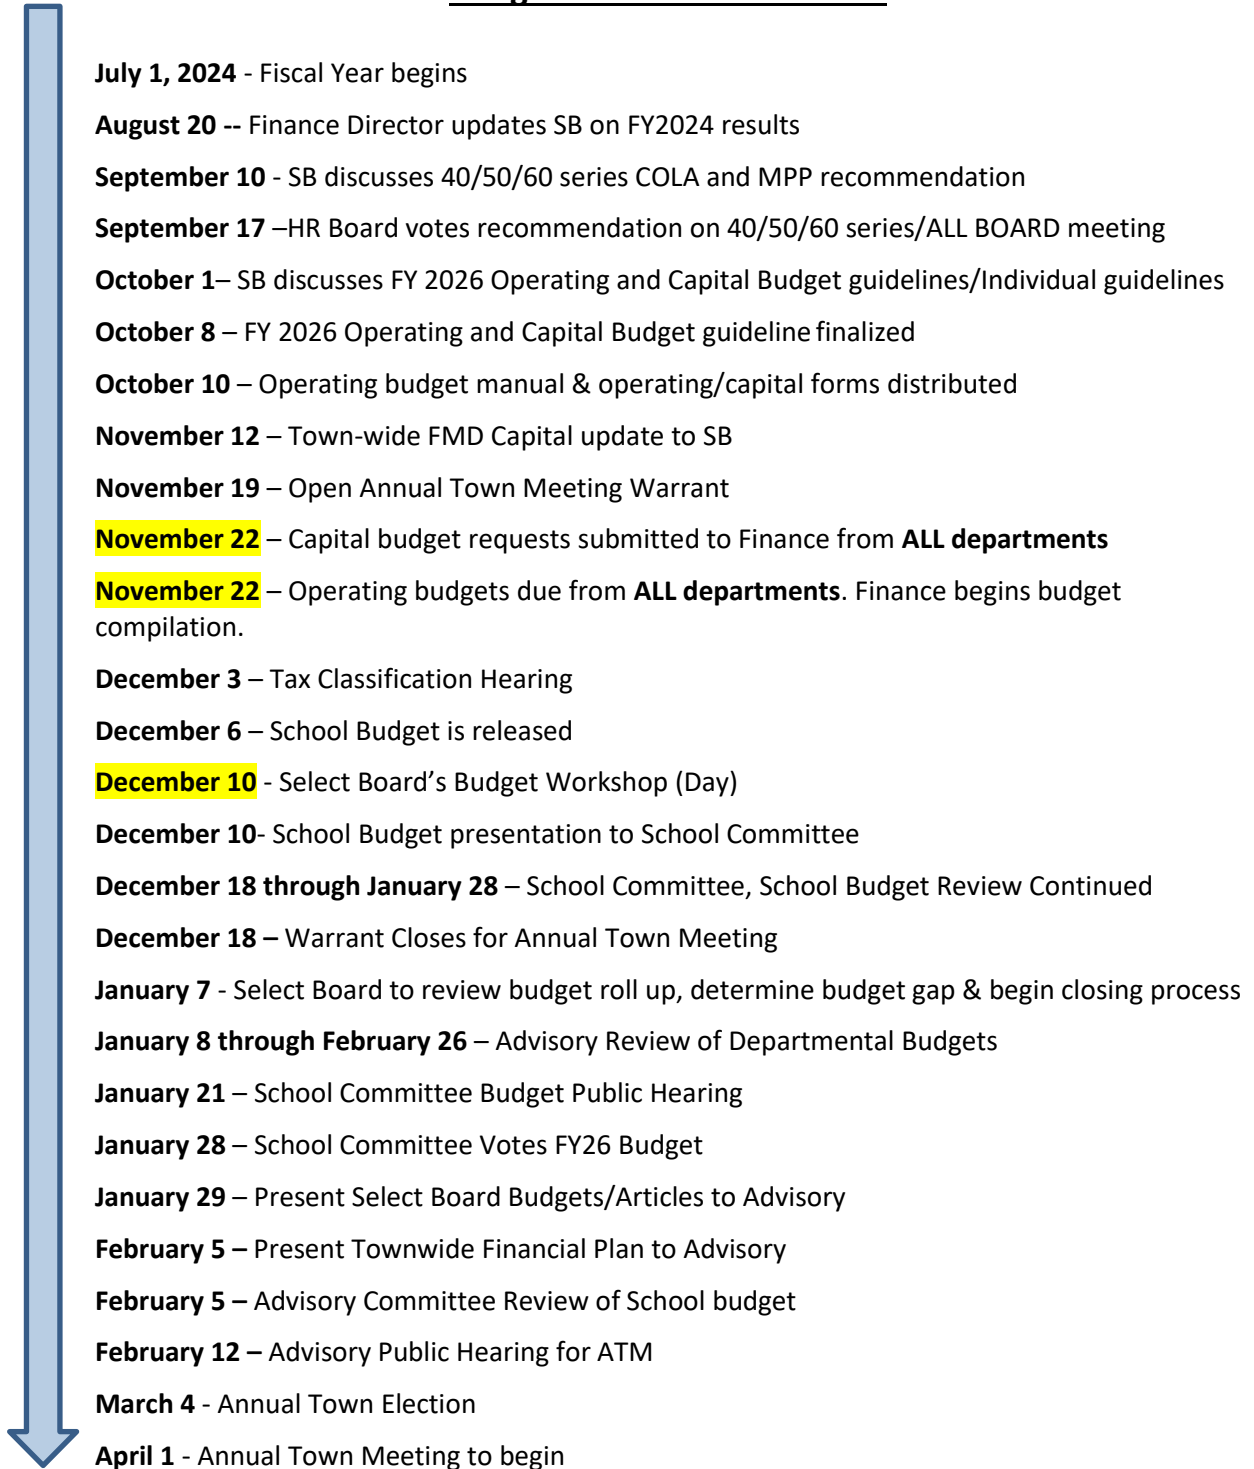 July 1, 2024 - Fiscal Year begins
August 20 -- Finance Director updates SB on FY2024 results
September 10 - SB discusses 40/50/60 series COLA and MPP recommendation
September 17 –HR Board votes recommendation on 40/50/60 series/ALL BOARD meeting
October 1– SB discusses FY 2026 Operating and Capital Budget guidelines/Individual guidelines
October 8 – FY 2026 Operating and Capital Budget guideline finalized
October 10 – Operating budget manual & operating/capital forms distributed
November 12 – Town-wide FMD Capital update to SB
November 19 – Open Annual Town Meeting Warrant
November 22 – Capital budget requests submitted to Finance from ALL departments
November 22 – Operating budgets due from ALL departments. Finance begins budget
compilation.
December 3 – Tax Classification Hearing
December 6 – School Budget is released
December 10 - Select Board’s Budget Workshop (Day)
December 10- School Budget presentation to School Committee
December 18 through January 28 – School Committee, School Budget Review Continued
December 18 – Warrant Closes for Annual Town Meeting
January 7 - Select Board to review budget roll up, determine budget gap & begin closing process
January 8 through February 26 – Advisory Review of Departmental Budgets
January 21 – School Committee Budget Public Hearing
January 28 – School Committee Votes FY26 Budget
January 29 – Present Select Board Budgets/Articles to Advisory
February 5 – Present Townwide Financial Plan to Advisory
February 5 – Advisory Committee Review of School budget
February 12 – Advisory Public Hearing for ATM
March 4 - Annual Town Election
April 1 - Annual Town Meeting to begin